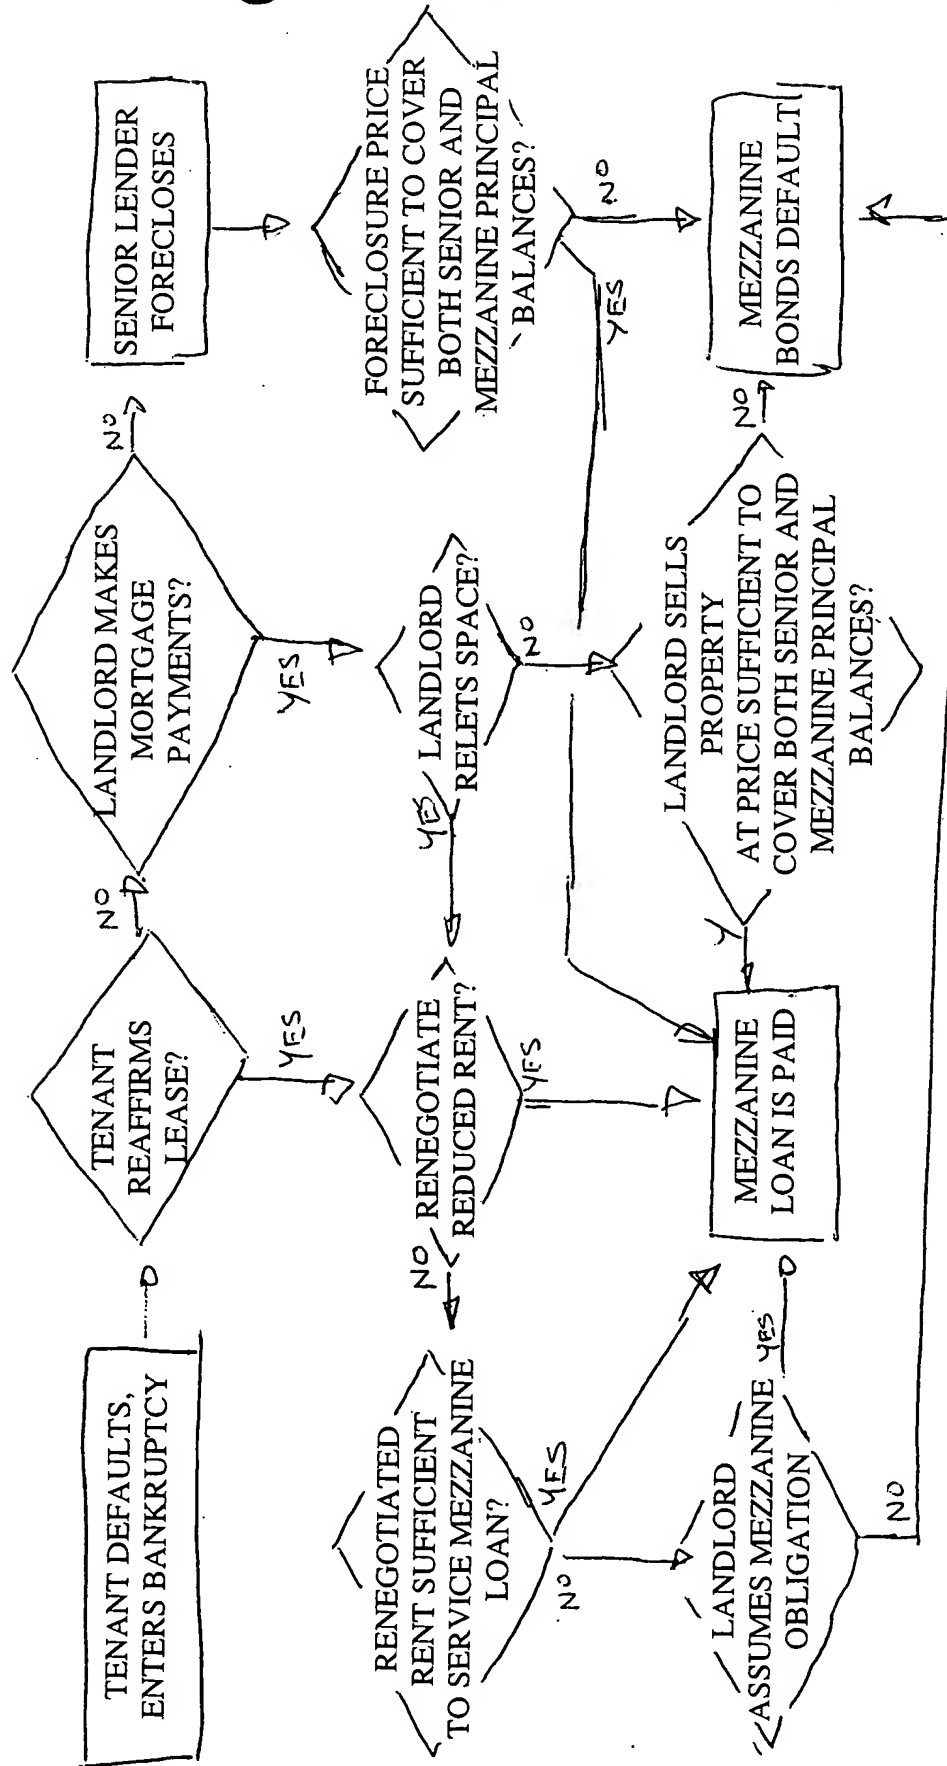 TENANT DEFAULTS,
ENTERS BANKRUPTCY
TENANT
REAFFIRMS
LEASE?
NO
YES
LANDLORD MAKES
MORTGAGE
PAYMENTS?
NO
YES
SENIOR LENDER
FORECLOSES
RENEGOTIATED
RENT SUFFICIENT
TO SERVICE MEZZANINE
LOAN?
YES
NO
NO
RENEGOTIATE
REDUCED RENT?
YES
YES
LANDLORD
RELETS SPACE?
NO
FORECLOSURE PRICE
SUFFICIENT TO COVER
BOTH SENIOR AND
MEZZANINE PRINCIPAL
BALANCES?
NO
YES
LANDLORD
ASSUMES MEZZANINE
OBLIGATION
YES
NO
MEZZANINE
LOAN IS PAID
Y
LANDLORD SELLS
PROPERTY
AT PRICE SUFFICIENT TO
COVER BOTH SENIOR AND
MEZZANINE PRINCIPAL
BALANCES?
NO
MEZZANINE
BONDS DEFAULT